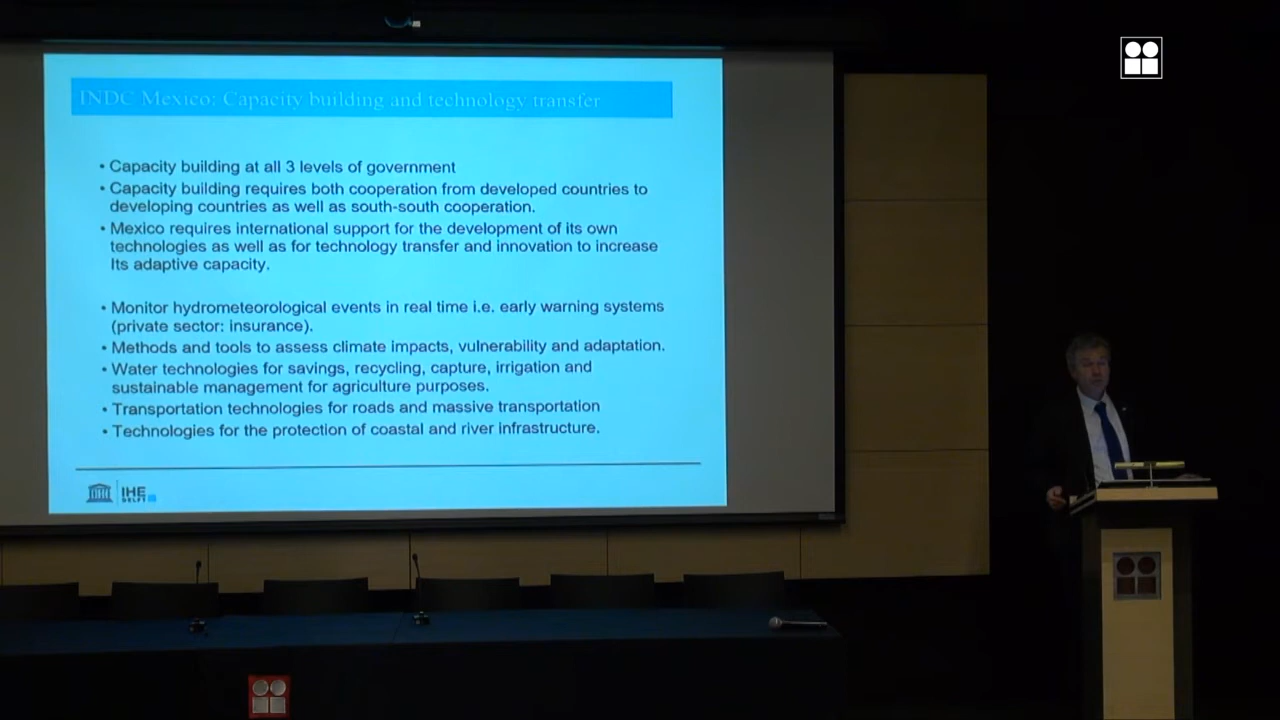 INDC Mexico: Capacity building and technology transfer
• Capacity building at all 3 levels of government
• Capacity building requires both cooperation from developed countries to
developing countries as well as south-south cooperation.
• Mexico requires international support for the development of its own
technologies as well as for technology transfer and innovation to increase
Its adaptive capacity.
• Monitor hydrometeorological events in real time i.e. early warning systems
(private sector: insurance).
• Methods and tools to assess climate impacts, vulnerability and adaptation.
• Water technologies for savings, recycling, capture, irrigation and
sustainable management for agriculture purposes.
• Transportation technologies for roads and massive transportation
• Technologies for the protection of coastal and river infrastructure.
IHE
DELFT